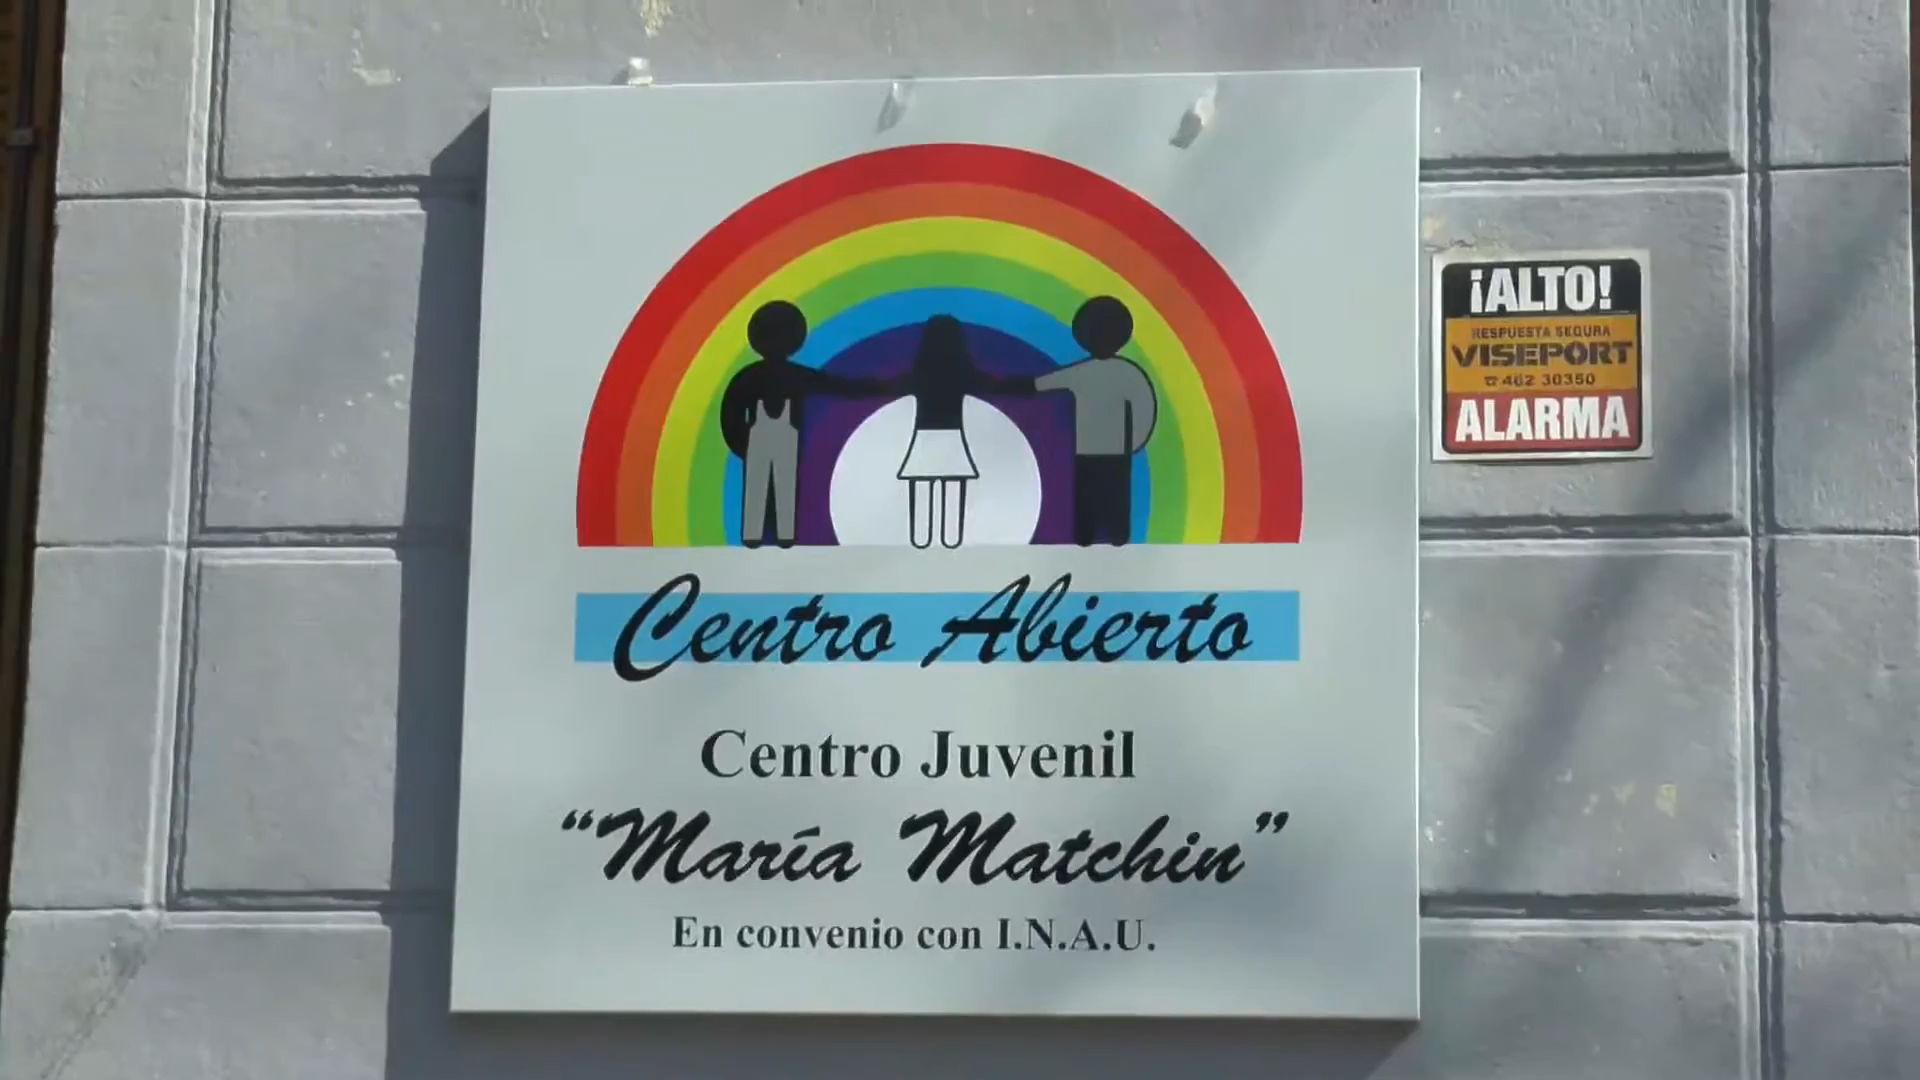 Centro Abierto
Centro Juvenil
“María Matchin”
En convenio con I.N.A.U.
¡ALTO!
RESPUESTA SEGURA
VISEPORT
☎ 462 30350
ALARMA